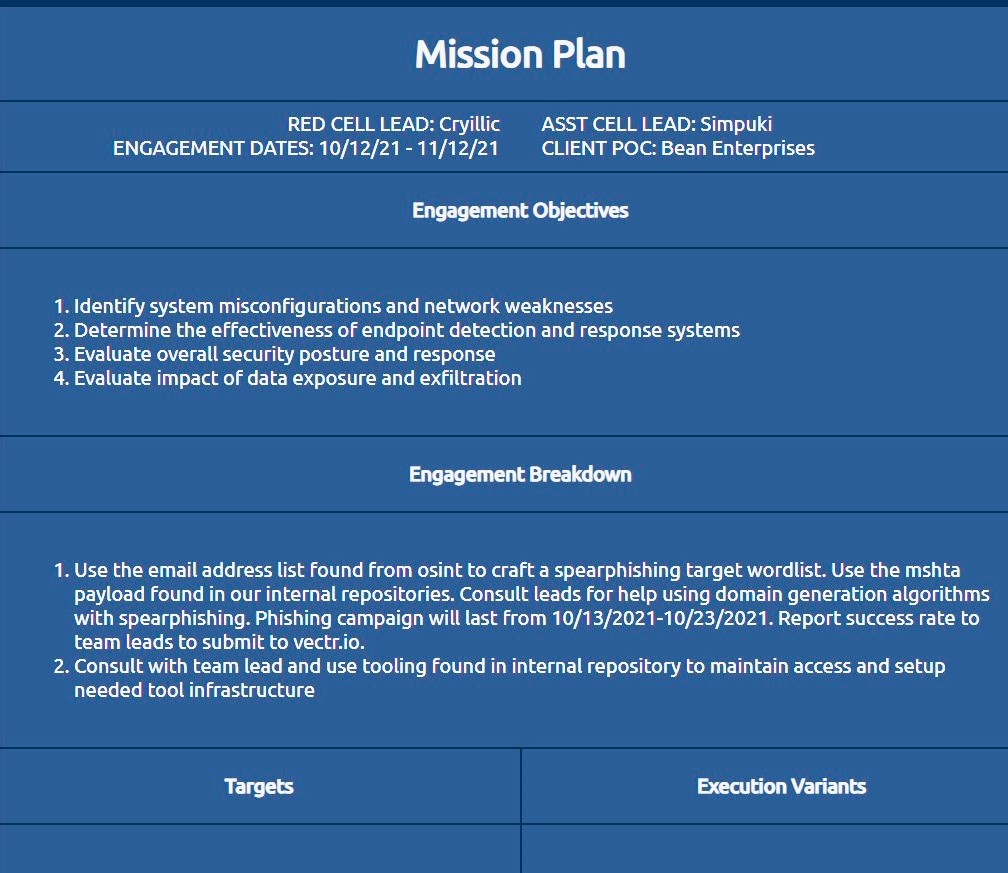 Mission Plan
RED CELL LEAD: Cryillic
ENGAGEMENT DATES: 10/12/21 - 11/12/21
ASST CELL LEAD: Simpuki
CLIENT POC: Bean Enterprises
Engagement Objectives
1. Identify system misconfigurations and network weaknesses
2. Determine the effectiveness of endpoint detection and response systems
3. Evaluate overall security posture and response
4. Evaluate impact of data exposure and exfiltration
Engagement Breakdown
1. Use the email address list found from osint to craft a spearphishing target wordlist. Use the mshta
payload found in our internal repositories. Consult leads for help using domain generation algorithms
with spearphishing. Phishing campaign will last from 10/13/2021-10/23/2021. Report success rate to
team leads to submit to vectr.io.
2. Consult with team lead and use tooling found in internal repository to maintain access and setup
needed tool infrastructure
Targets
Execution Variants